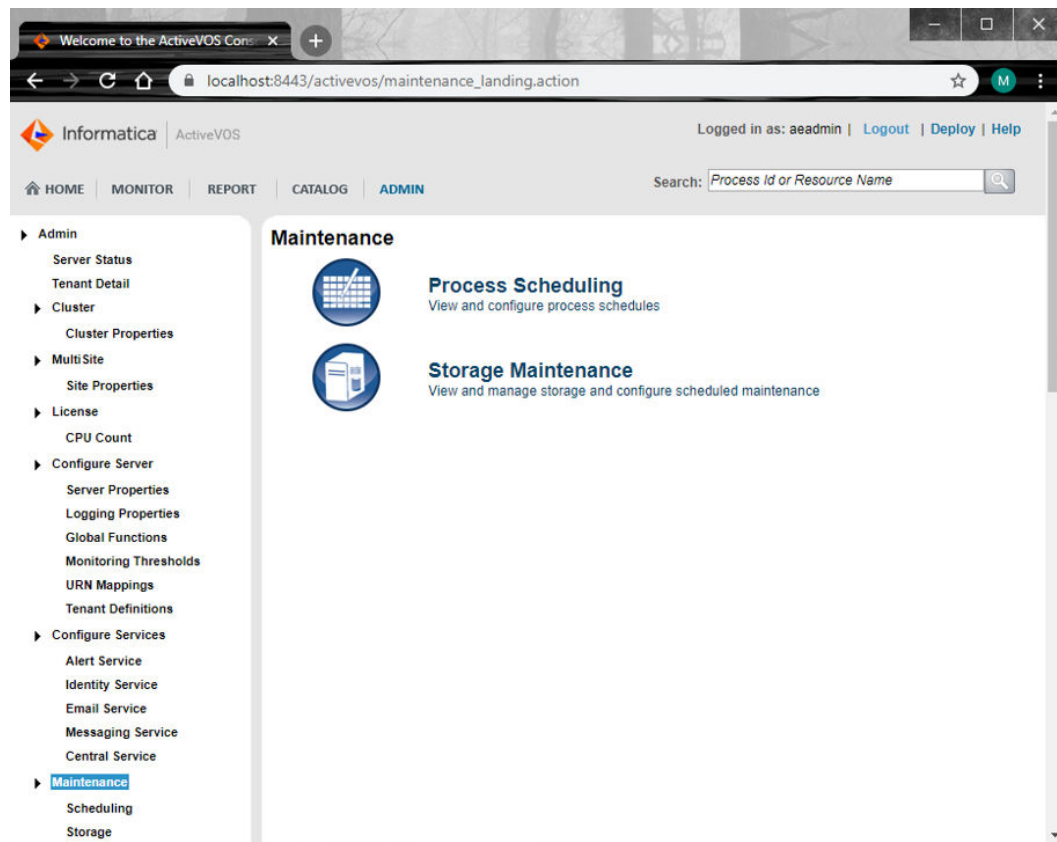 Welcome to the ActiveVOS Cons
localhost:8443/activevos/maintenance_landing.action
M
Informatica ActiveVOS
Logged in as: aeadmin | Logout | Deploy | Help
HOME MONITOR REPORT CATALOG ADMIN
Search: Process Id or Resource Name
Admin
Server Status
Tenant Detail
Cluster
Cluster Properties
MultiSite
Site Properties
License
CPU Count
Configure Server
Server Properties
Logging Properties
Global Functions
Monitoring Thresholds
URN Mappings
Tenant Definitions
Configure Services
Alert Service
Identity Service
Email Service
Messaging Service
Central Service
Maintenance
Scheduling
Storage
Maintenance
Process Scheduling
View and configure process schedules
Storage Maintenance
View and manage storage and configure scheduled maintenance